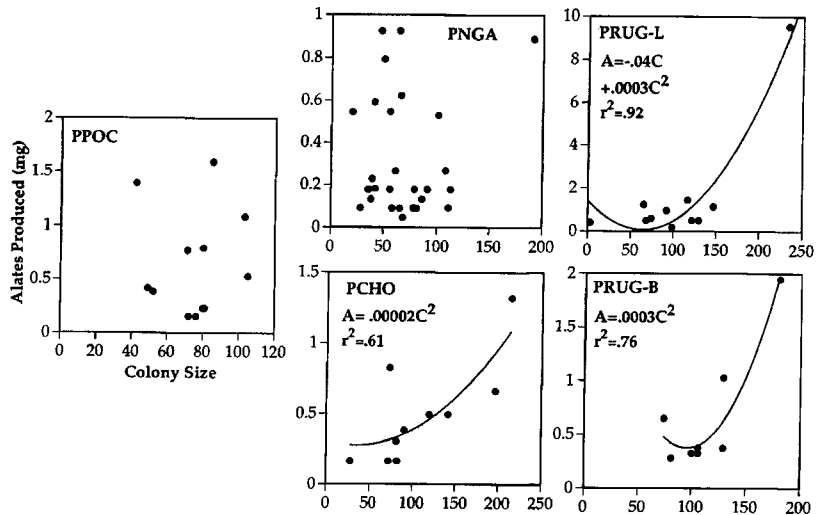 Alates Produced (mg)
2
1.5
1
0.5
0
PPOC
0 20 40 60 80 100 120
Colony Size
1
0.8
0.6
0.4
0.2
0
PNGA
0 50 100 150 200
10
8
6
4
2
0
PRUG-L
A=-.04C
+.0003C²
r²=.92
0 50 100 150 200 250
1.5
1
0.5
0
PCHO
A= .00002C²
r²=.61
0 50 100 150 200 250
2
1.5
1
0.5
0
PRUG-B
A=.0003C²
r²=.76
0 50 100 150 200